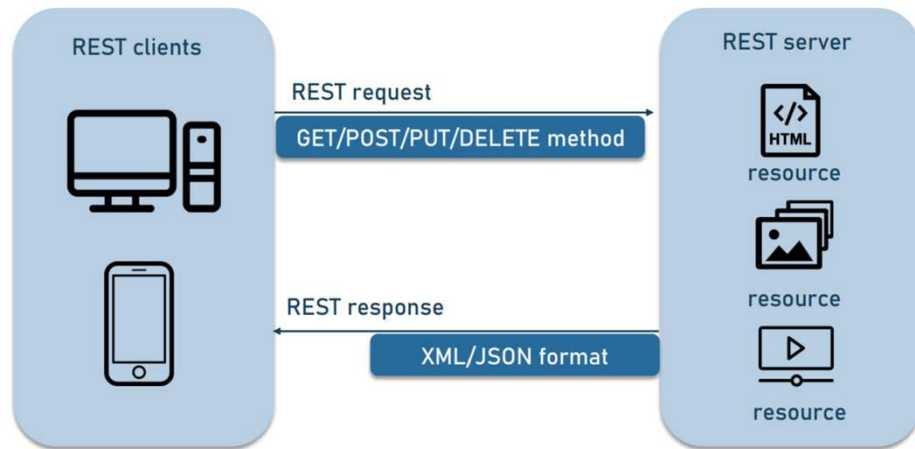 REST clients
REST server
REST request
GET/POST/PUT/DELETE method
</>
HTML
resource
resource
REST response
XML/JSON format
resource